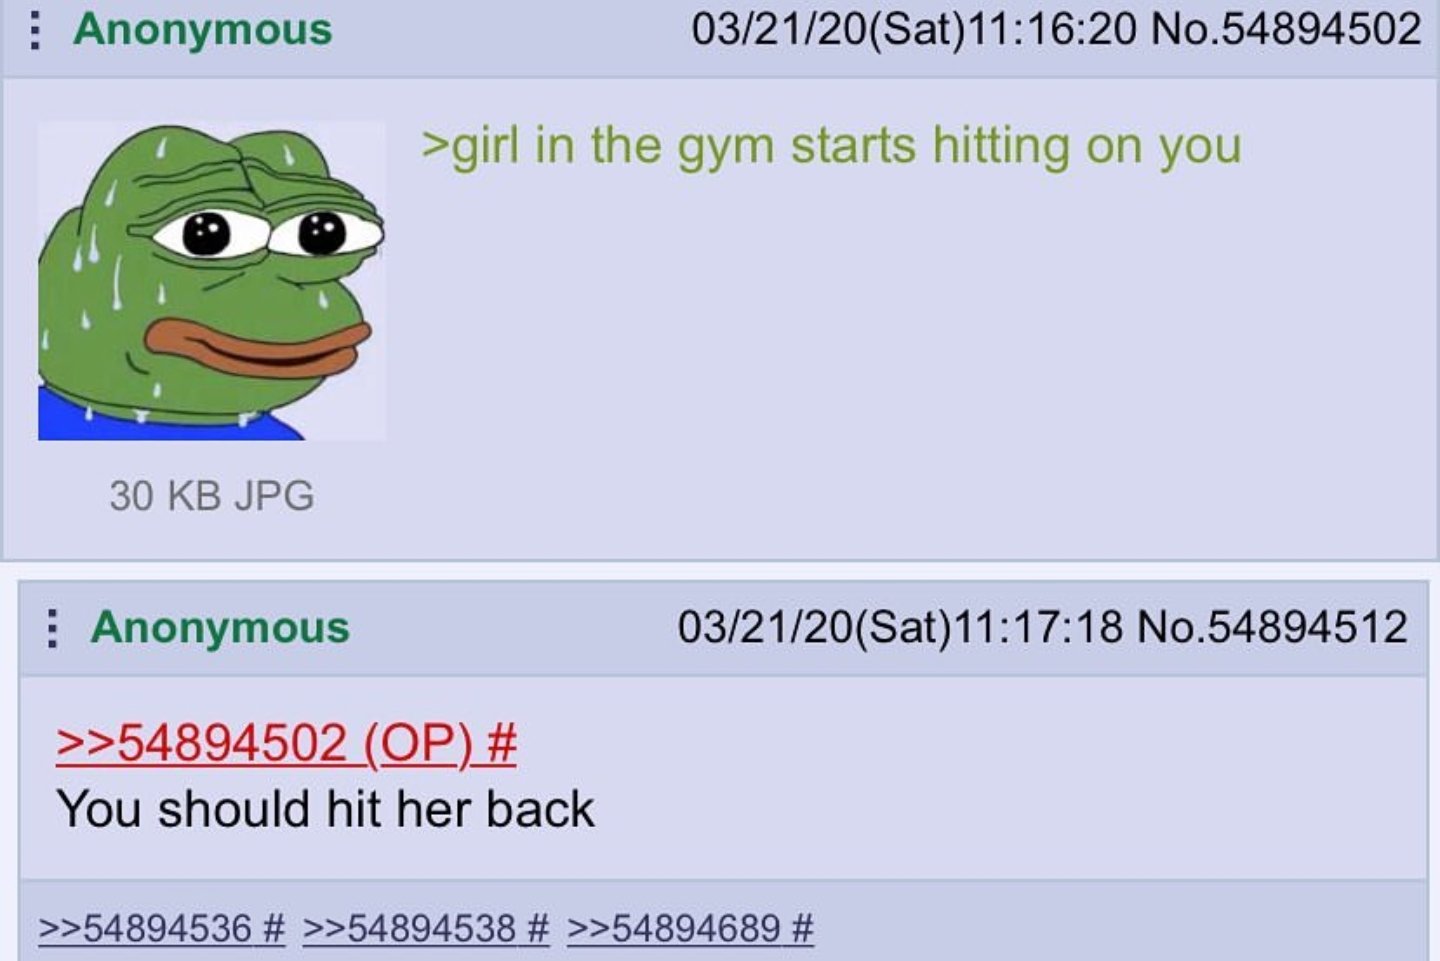 Anonymous 03/21/20(Sat)11:16:20 No.54894502
>girl in the gym starts hitting on you
30 KB JPG
Anonymous 03/21/20(Sat)11:17:18 No.54894512
>>54894502 (OP) #
You should hit her back
>>54894536 # >>54894538 # >>54894689 #